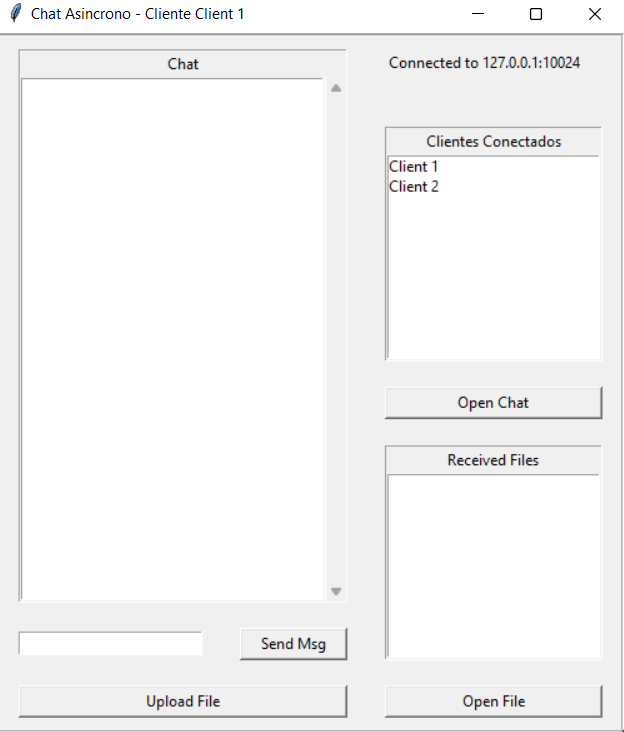 Chat Asincrono - Cliente Client 1
Chat
Connected to 127.0.0.1:10024
Clientes Conectados
Client 1
Client 2
Open Chat
Received Files
Send Msg
Upload File
Open File